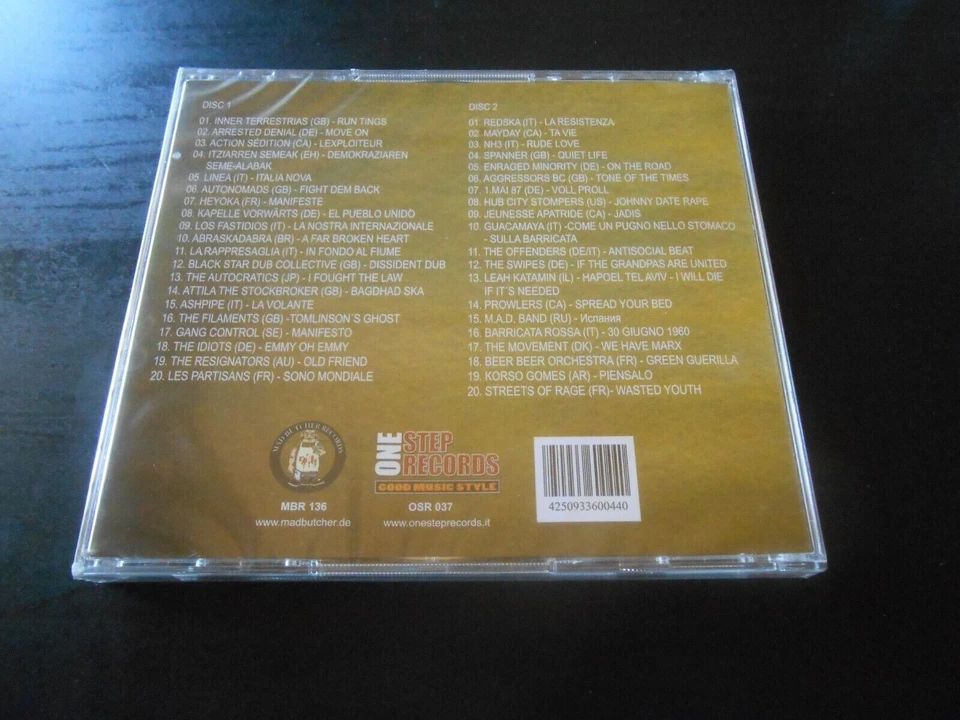 DISC 1
01. INNER TERRESTRIAS (GB) - RUN TINGS
02. ARRESTED DENIAL (DE) - MOVE ON
03. ACTION SÉDITION (CA) - LEXPLOITEUR
04. ITZIARREN SEMEAK (EH) - DEMOKRAZIAREN
SEME-ALABAK
05. LINEA (IT) - ITALIA NOVA
06. AUTONOMADS (GB) - FIGHT DEM BACK
07. HEYOKA (FR) - MANIFESTE
08. KAPELLE VORWÄRTS (DE) - EL PUEBLO UNIDO
09. LOS FASTIDIOS (IT) - LA NOSTRA INTERNAZIONALE
10. ABRASKADABRA (BR) - A FAR BROKEN HEART
11. LA RAPPRESAGLIA (IT) - IN FONDO AL FIUME
12. BLACK STAR DUB COLLECTIVE (GB) - DISSIDENT DUB
13. THE AUTOCRATICS (JP) - I FOUGHT THE LAW
14. ATTILA THE STOCKBROKER (GB) - BAGDHAD SKA
15. ASHPIPE (IT) - LA VOLANTE
16. THE FILAMENTS (GB) -TOMLINSON´S GHOST
17. GANG CONTROL (SE) - MANIFESTO
18. THE IDIOTS (DE) - EMMY OH EMMY
19. THE RESIGNATORS (AU) - OLD FRIEND
20. LES PARTISANS (FR) - SONO MONDIALE
DISC 2
01. REDSKA (IT) - LA RESISTENZA
02. MAYDAY (CA) - TA VIE
03. NH3 (IT) - RUDE LOVE
04. SPANNER (GB) - QUIET LIFE
05. ENRAGED MINORITY (DE) - ON THE ROAD
06. AGGRESSORS BC (GB) - TONE OF THE TIMES
07. 1.MAI 87 (DE) - VOLL PROLL
08. HUB CITY STOMPERS (US) - JOHNNY DATE RAPE
09. JEUNESSE APATRIDE (CA) - JADIS
10. GUACAMAYA (IT) -COME UN PUGNO NELLO STOMACO
- SULLA BARRICATA
11. THE OFFENDERS (DE/IT) - ANTISOCIAL BEAT
12. THE SWIPES (DE) - IF THE GRANDPAS ARE UNITED
13. LEAH KATAMIN (IL) - HAPOEL TEL AVIV - I WILL DIE
IF IT´S NEEDED
14. PROWLERS (CA) - SPREAD YOUR BED
15. M.A.D. BAND (RU) - Испания
16. BARRICATA ROSSA (IT) - 30 GIUGNO 1960
17. THE MOVEMENT (DK) - WE HAVE MARX
18. BEER BEER ORCHESTRA (FR) - GREEN GUERILLA
19. KORSO GOMES (AR) - PIENSALO
20. STREETS OF RAGE (FR)- WASTED YOUTH
MAD BUTCHER RECORDS
MBR 136
www.madbutcher.de
ONE STEP
RECORDS
GOOD MUSIC STYLE
OSR 037
www.onesteprecords.it
4250933600440